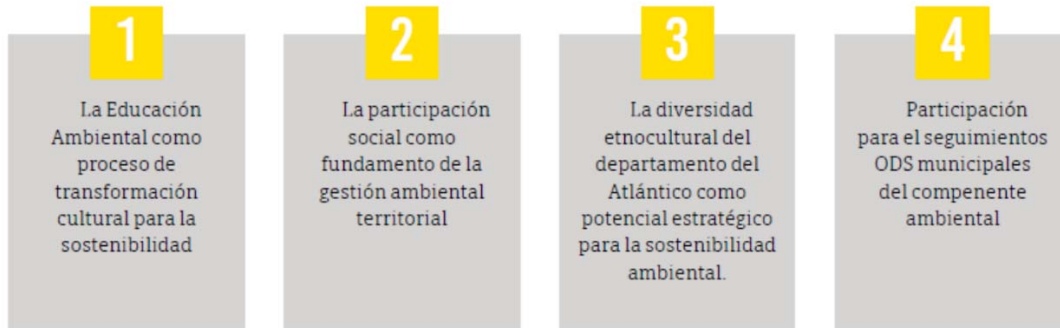 1
La Educación
Ambiental como
proceso de
transformación
cultural para la
sostenibilidad
2
La participación
social como
fundamento de la
gestión ambiental
territorial
3
La diversidad
etnocultural del
departamento del
Atlántico como
potencial estratégico
para la sostenibilidad
ambiental.
4
Participación
para el seguimientos
ODS municipales
del compenente
ambiental